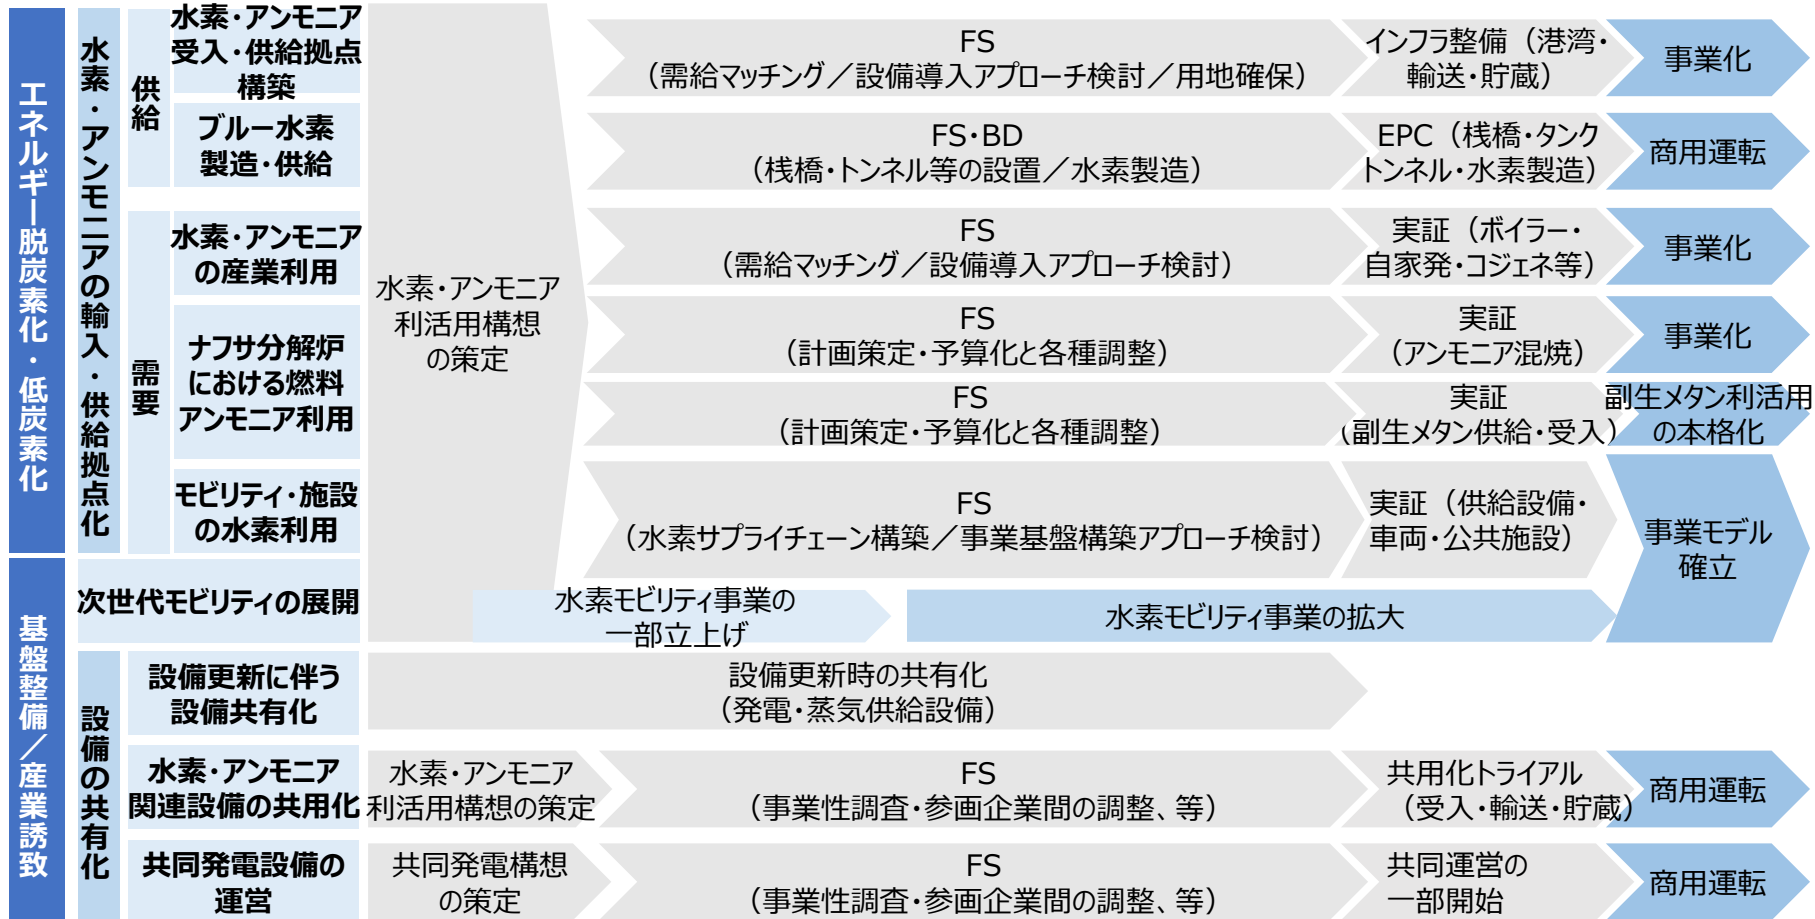 エネルギー脱炭素化・低炭素化
水素・アンモニアの輸入・供給拠点化
供給
水素・アンモニア
受入・供給拠点
構築
FS
（需給マッチング／設備導入アプローチ検討／用地確保）
インフラ整備（港湾・
輸送・貯蔵）
事業化
ブルー水素
製造・供給
FS・BD
（桟橋・トンネル等の設置／水素製造）
EPC（桟橋・タンク
トンネル・水素製造）
商用運転
水素・アンモニア
利活用構想
の策定
需要
水素・アンモニア
の産業利用
FS
（需給マッチング／設備導入アプローチ検討）
実証（ボイラー・
自家発・コジェネ等）
事業化
ナフサ分解炉
における燃料
アンモニア利用
FS
（計画策定・予算化と各種調整）
実証
（アンモニア混焼）
事業化
FS
（計画策定・予算化と各種調整）
実証
（副生メタン供給・受入）
副生メタン利活用
の本格化
モビリティ・施設
の水素利用
FS
（水素サプライチェーン構築／事業基盤構築アプローチ検討）
実証（供給設備・
車両・公共施設）
事業モデル
確立
基盤整備／産業誘致
次世代モビリティの展開
水素モビリティ事業の
一部立上げ
水素モビリティ事業の拡大
設備の共有化
設備更新に伴う
設備共有化
設備更新時の共有化
（発電・蒸気供給設備）
水素・アンモニア
関連設備の共用化
水素・アンモニア
利活用構想の策定
FS
（事業性調査・参画企業間の調整、等）
共用化トライアル
（受入・輸送・貯蔵）
商用運転
共同発電設備の
運営
共同発電構想
の策定
FS
（事業性調査・参画企業間の調整、等）
共同運営の
一部開始
商用運転